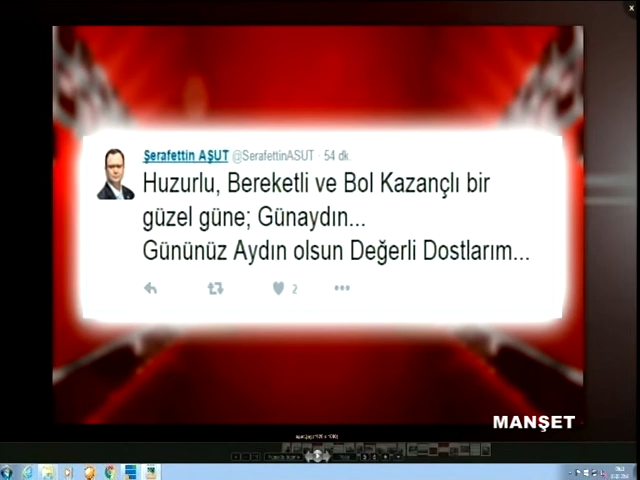 Şerafettin AŞUT @SerafettinASUT · 54 dk.
Huzurlu, Bereketli ve Bol Kazançlı bir
güzel güne; Günaydın...
Gününüz Aydın olsun Değerli Dostlarım...
2
MANŞET